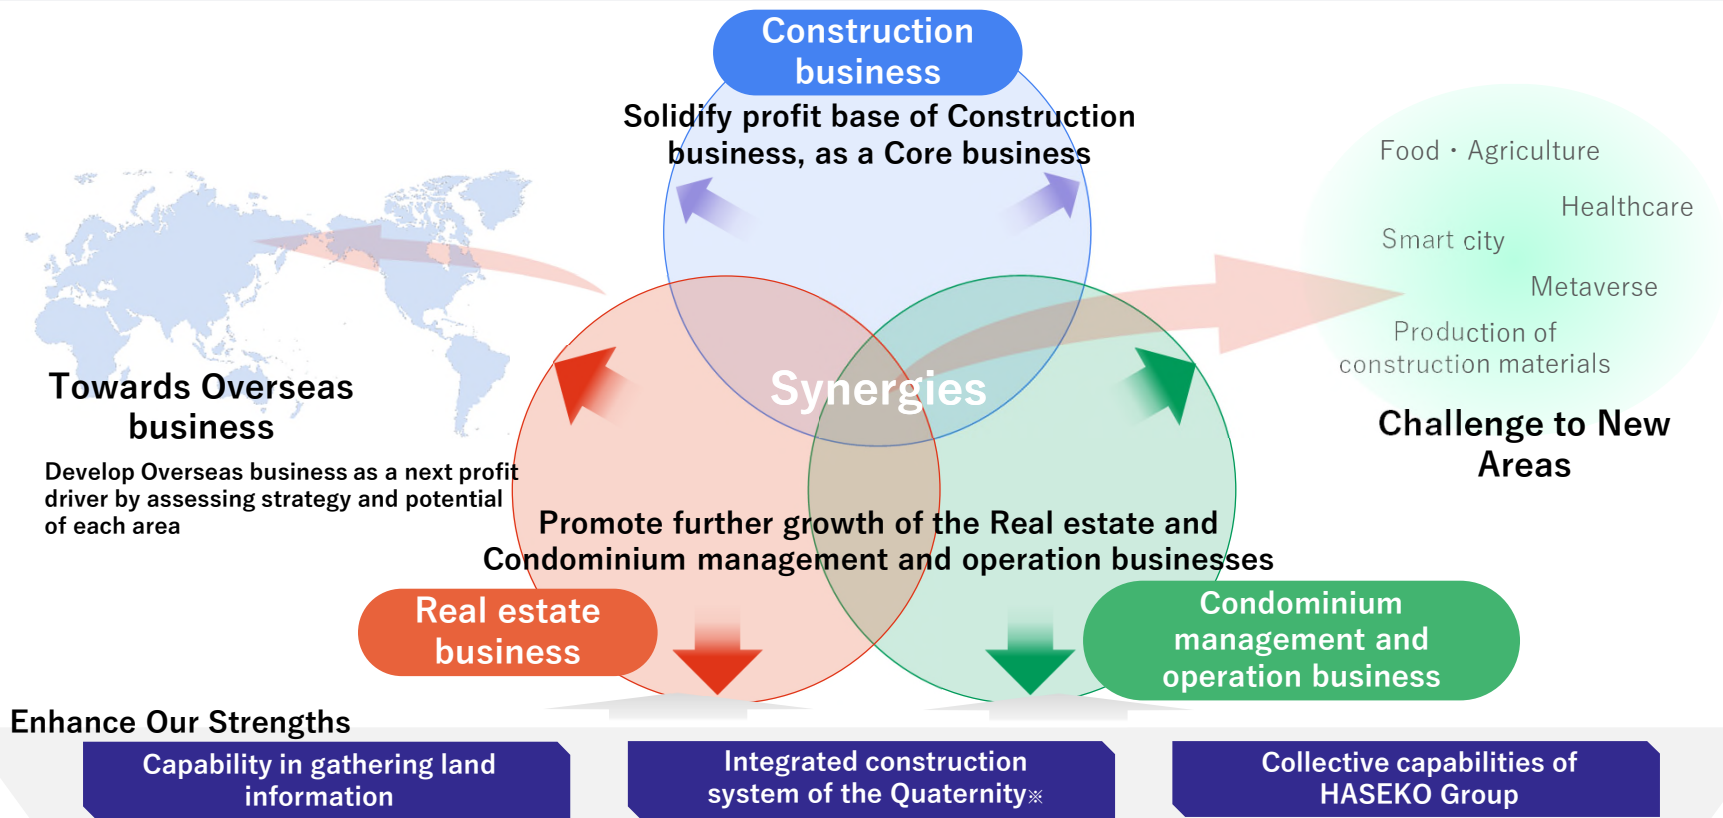 Construction
business
Solidify profit base of Construction
business, as a Core business
Food・Agriculture
Healthcare
Smart city
Metaverse
Production of
construction materials
Challenge to New
Areas
Towards Overseas
business
Develop Overseas business as a next profit
driver by assessing strategy and potential
of each area
Synergies
Promote further growth of the Real estate and
Condominium management and operation businesses
Real estate
business
Condominium
management and
operation business
Enhance Our Strengths
Capability in gathering land
information
Integrated construction
system of the Quaternity※
Collective capabilities of
HASEKO Group